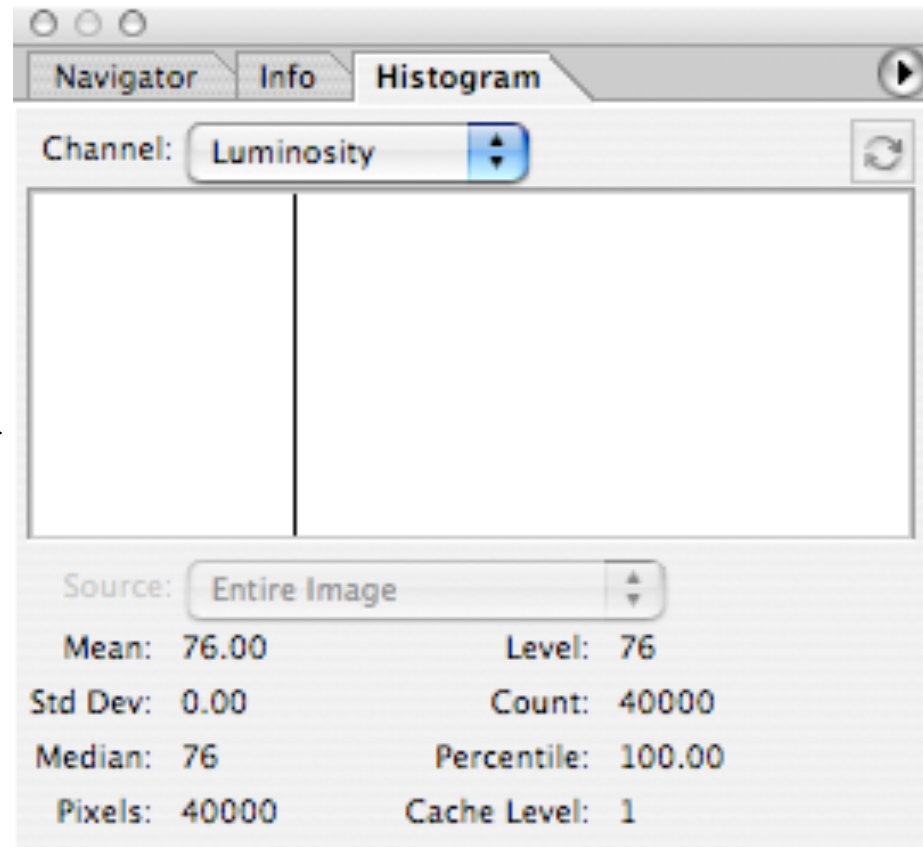 Navigator Info Histogram
Channel: Luminosity
Source: Entire Image
Mean: 76.00 Level: 76
Std Dev: 0.00 Count: 40000
Median: 76 Percentile: 100.00
Pixels: 40000 Cache Level: 1